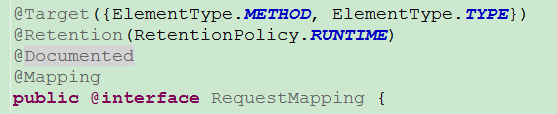 @Target({ElementType.METHOD, ElementType.TYPE})
@Retention(RetentionPolicy.RUNTIME)
@Documented
@Mapping
public @interface RequestMapping {